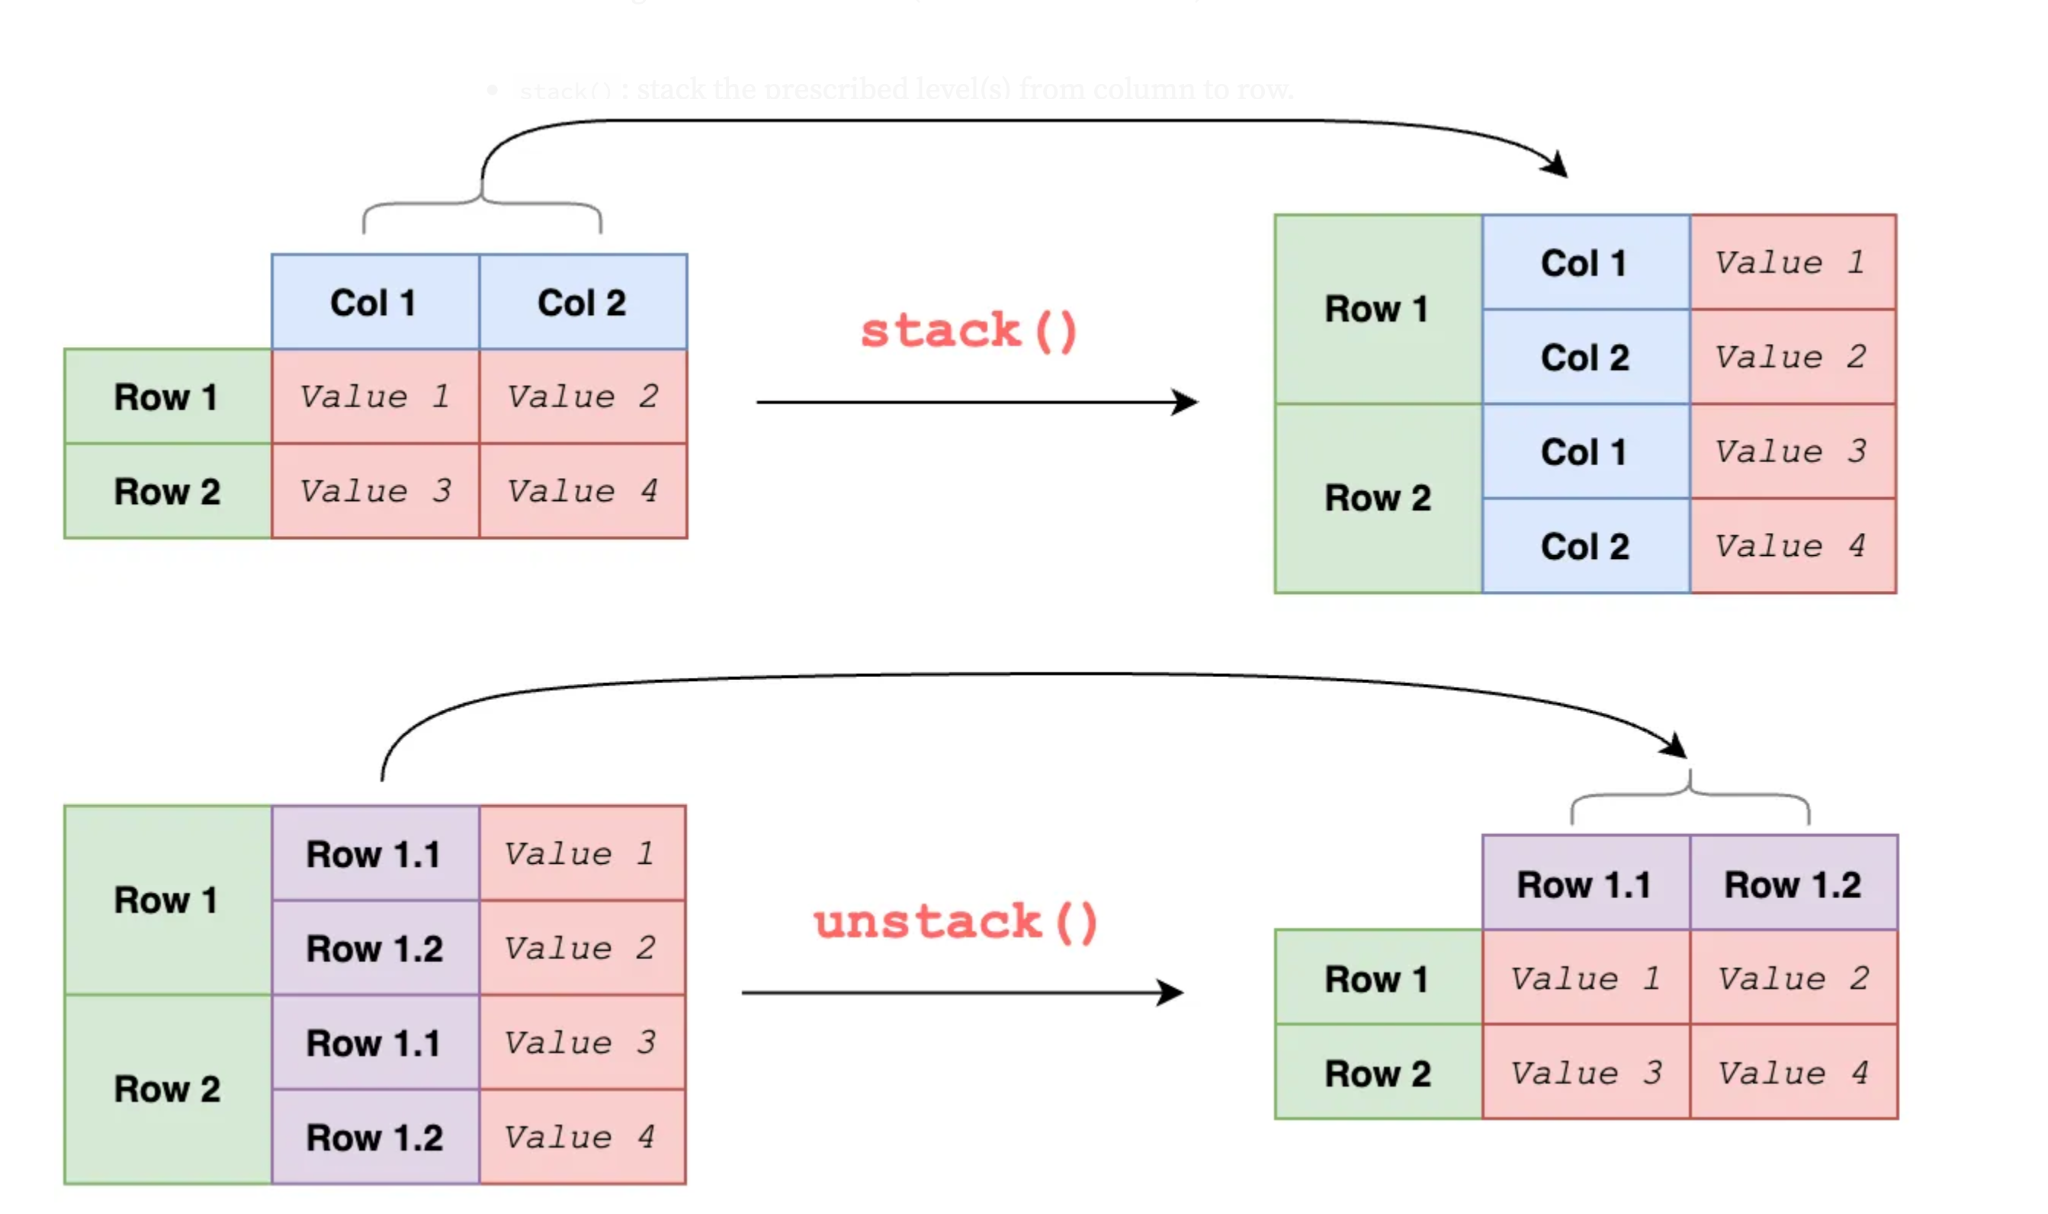 • stack() : stack the prescribed level(s) from column to row.
Col 1 Col 2
Row 1 Value 1 Value 2
Row 2 Value 3 Value 4
stack()
Row 1 Col 1 Value 1
Col 2 Value 2
Row 2 Col 1 Value 3
Col 2 Value 4
Row 1 Row 1.1 Value 1
Row 1.2 Value 2
Row 2 Row 1.1 Value 3
Row 1.2 Value 4
unstack()
Row 1.1 Row 1.2
Row 1 Value 1 Value 2
Row 2 Value 3 Value 4